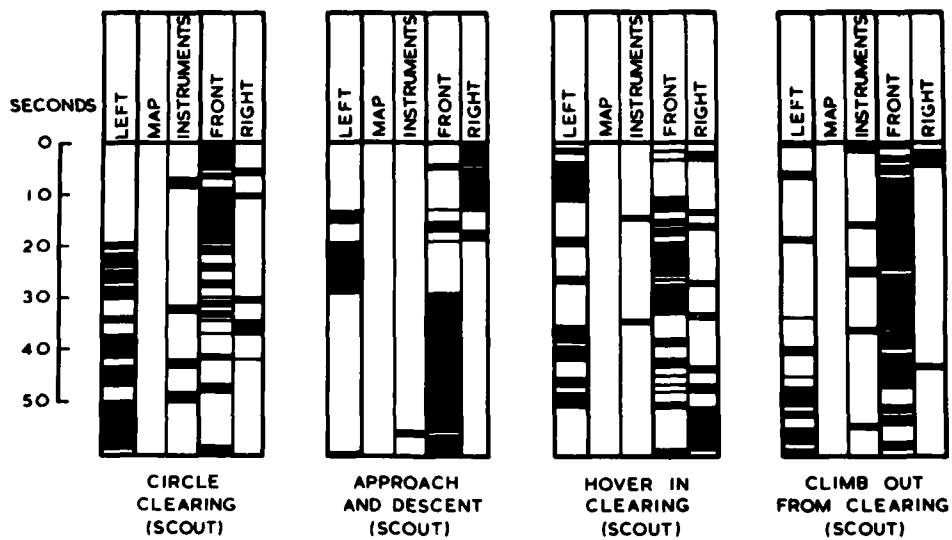 SECONDS
LEFT
MAP
INSTRUMENTS
FRONT
RIGHT
LEFT
MAP
INSTRUMENTS
FRONT
RIGHT
LEFT
MAP
INSTRUMENTS
FRONT
RIGHT
LEFT
MAP
INSTRUMENTS
FRONT
RIGHT
0
10
20
30
40
50
CIRCLE
CLEARING
(SCOUT)
APPROACH
AND DESCENT
(SCOUT)
HOVER IN
CLEARING
(SCOUT)
CLIMB OUT
FROM CLEARING
(SCOUT)